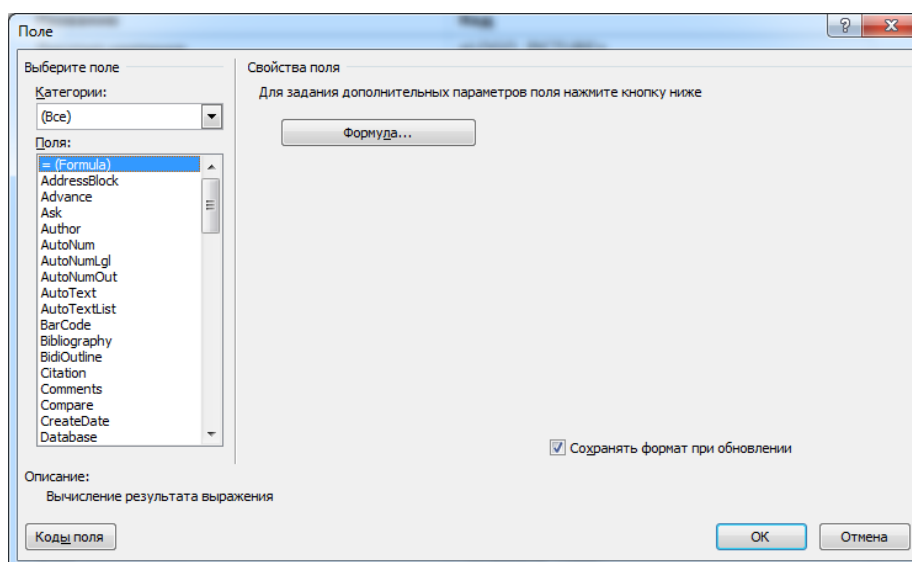 Поле
Выберите поле
Свойства поля
Категории:
Для задания дополнительных параметров поля нажмите кнопку ниже
(Все)
Формула...
Поля:
= (Formula)
AddressBlock
Advance
Ask
Author
AutoNum
AutoNumLgl
AutoNumOut
AutoText
AutoTextList
BarCode
Bibliography
BidiOutline
Citation
Comments
Compare
CreateDate
Database
Сохранять формат при обновлении
Описание:
Вычисление результата выражения
Коды поля
ОК
Отмена